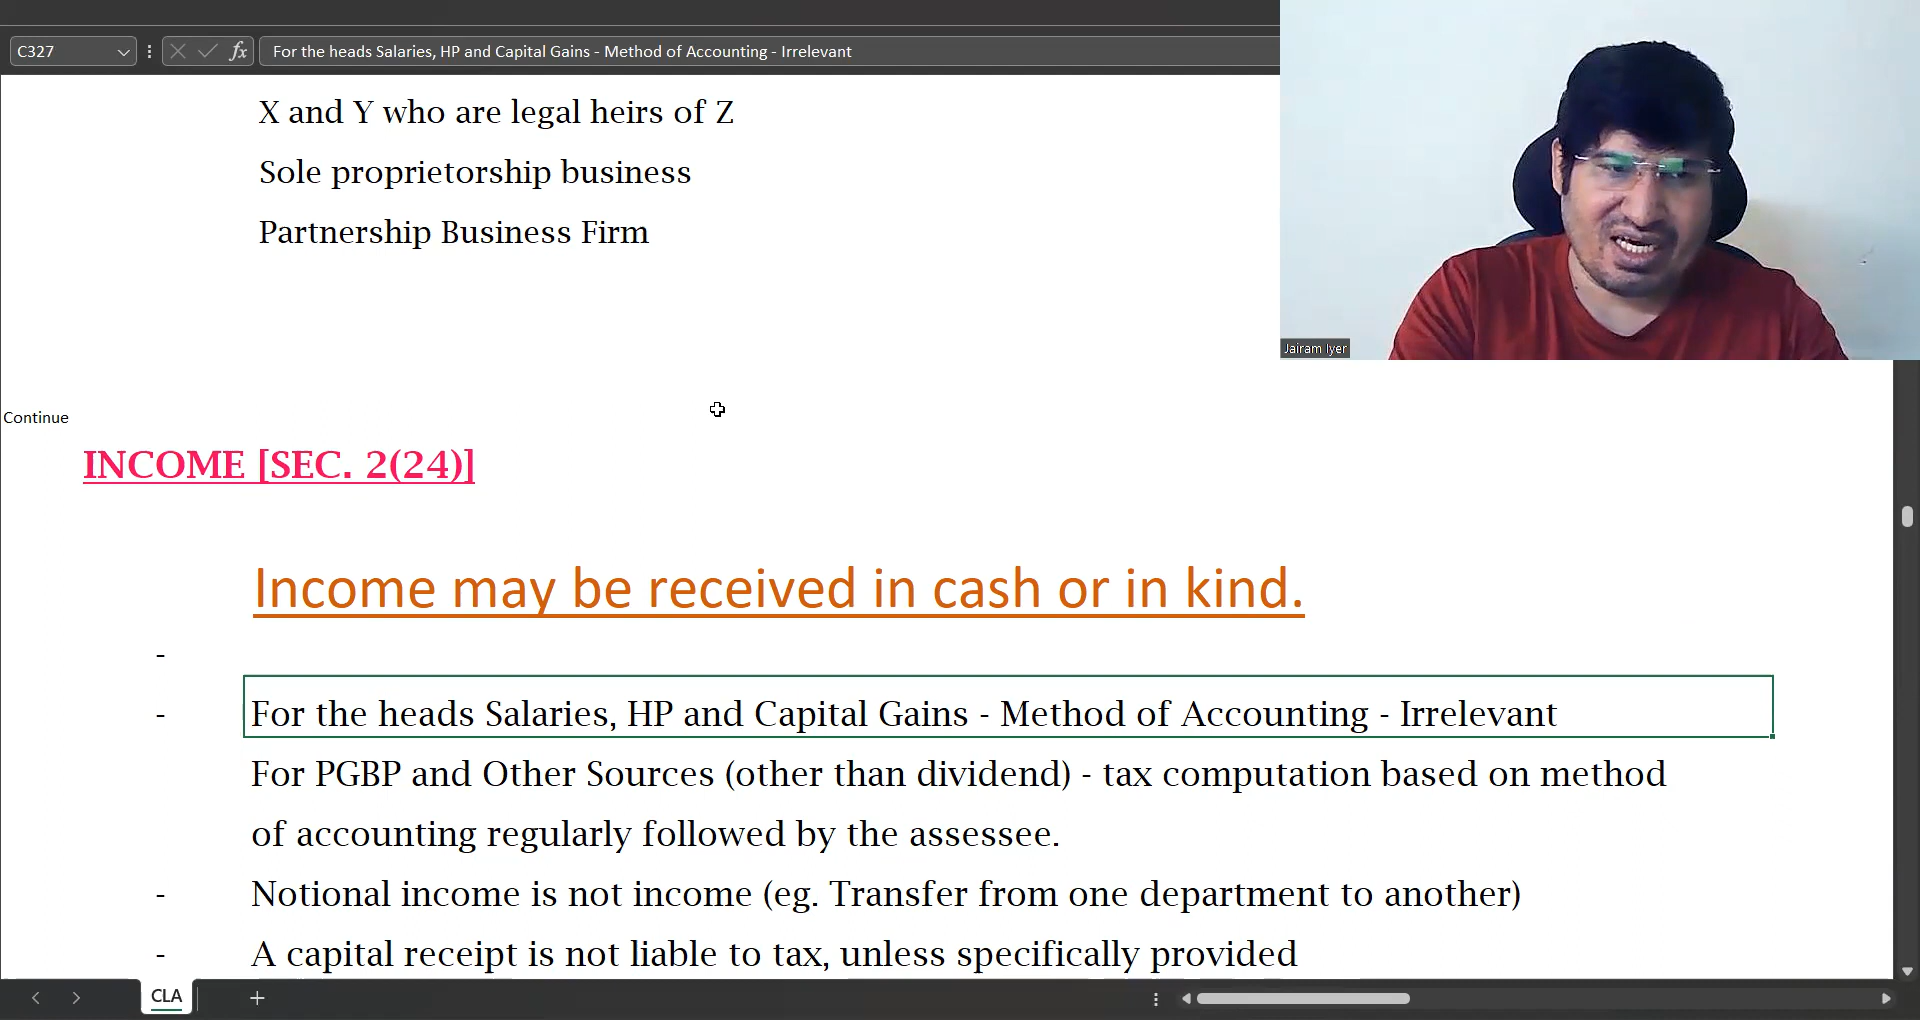 C327
fx
For the heads Salaries, HP and Capital Gains - Method of Accounting - Irrelevant
X and Y who are legal heirs of Z
Sole proprietorship business
Partnership Business Firm
Jairam Iyer
Continue
INCOME [SEC. 2(24)]
Income may be received in cash or in kind.
-
- For the heads Salaries, HP and Capital Gains - Method of Accounting - Irrelevant
For PGBP and Other Sources (other than dividend) - tax computation based on method
of accounting regularly followed by the assessee.
- Notional income is not income (eg. Transfer from one department to another)
- A capital receipt is not liable to tax, unless specifically provided
CLA